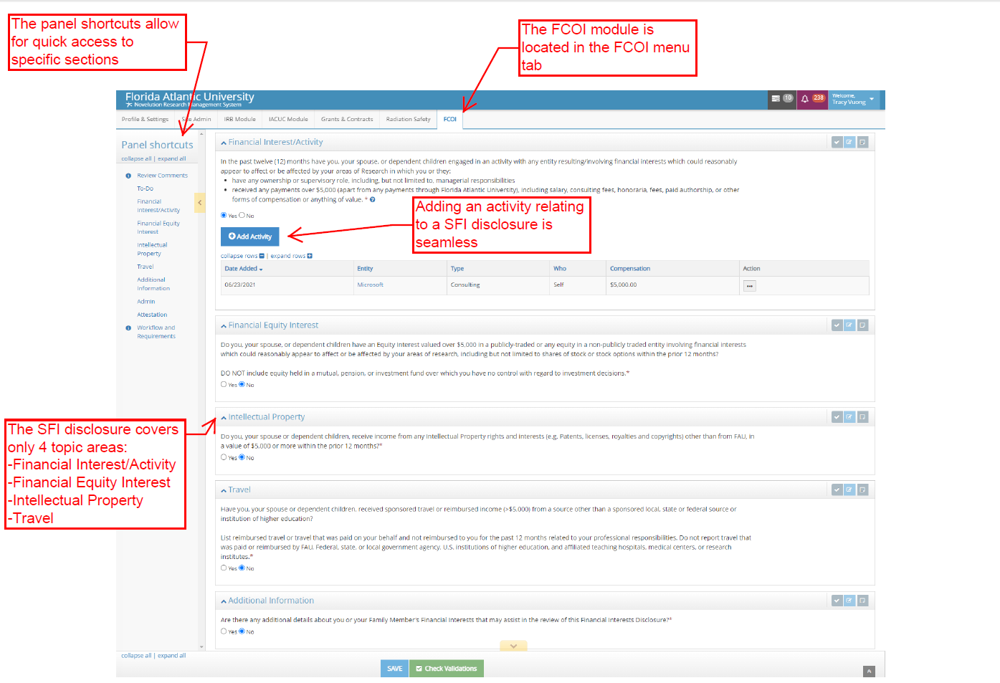 The panel shortcuts allow
for quick access to
specific sections
The FCOI module is
located in the FCOI menu
tab
Florida Atlantic University
Novelution Research Management System
10
238
Welcome,
Tracy Vuong
Profile & Settings
Site Admin
IRB Module
IACUC Module
Grants & Contracts
Radiation Safety
FCOI
Panel shortcuts
collapse all | expand all
Review Comments
To-Do
Financial
Interest/Activity
Financial Equity
Interest
Intellectual
Property
Travel
Additional
Information
Admin
Attestation
Workflow and
Requirements
Financial Interest/Activity
In the past twelve (12) months have you, your spouse, or dependent children engaged in an activity with any entity resulting/involving financial interests which could reasonably
appear to affect or be affected by your areas of Research in which you or they:
• have any ownership or supervisory role, including, but not limited to, managerial responsibilities
• received any payments over $5,000 (apart from any payments through Florida Atlantic University), including salary, consulting fees, honoraria, fees, paid authorship, or other
forms of compensation or anything of value. *
Yes No
Adding an activity relating
to a SFI disclosure is
seamless
Add Activity
collapse rows | expand rows
Date Added Entity Type Who Compensation Action
06/23/2021 Microsoft Consulting Self $5,000.00
Financial Equity Interest
Do you, your spouse, or dependent children have an Equity Interest valued over $5,000 in a publicly-traded or any equity in a non-publicly traded entity involving financial interests
which could reasonably appear to affect or be affected by your areas of research, including but not limited to shares of stock or stock options within the prior 12 months?
DO NOT include equity held in a mutual, pension, or investment fund over which you have no control with regard to investment decisions.*
Yes No
The SFI disclosure covers
only 4 topic areas:
-Financial Interest/Activity
-Financial Equity Interest
-Intellectual Property
-Travel
Intellectual Property
Do you, your spouse or dependent children, receive income from any Intellectual Property rights and interests (e.g. Patents, licenses, royalties and copyrights) other than from FAU, in
a value of $5,000 or more within the prior 12 months?*
Yes No
Travel
Have you, your spouse or dependent children, received sponsored travel or reimbursed income (>$5,000) from a source other than a sponsored local, state or federal source or
institution of higher education?
List reimbursed travel or travel that was paid on your behalf and not reimbursed to you for the past 12 months related to your professional responsibilities. Do not report travel that
was paid or reimbursed by FAU, Federal, state, or local government agency, U.S. institutions of higher education, and affiliated teaching hospitals, medical centers, or research
institutes.*
Yes No
Additional Information
Are there any additional details about you or your Family Member's Financial Interests that may assist in the review of this Financial Interests Disclosure?*
Yes No
collapse all | expand all
SAVE
Check Validations